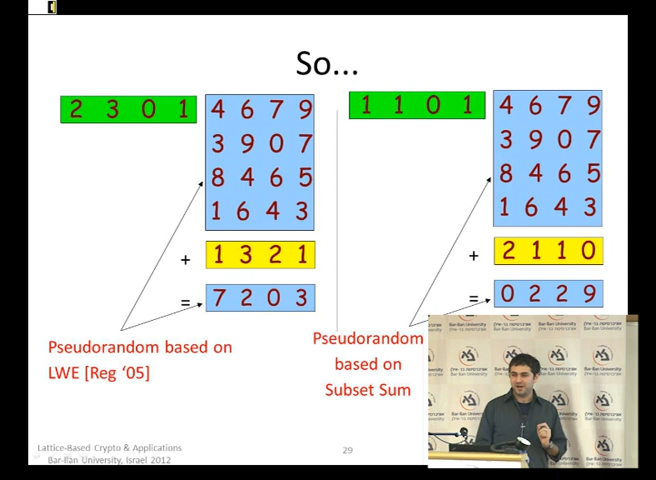 So...
2 3 0 1
4 6 7 9
3 9 0 7
8 4 6 5
1 6 4 3
+ 1 3 2 1
= 7 2 0 3
Pseudorandom based on
LWE [Reg ‘05]
1 1 0 1
4 6 7 9
3 9 0 7
8 4 6 5
1 6 4 3
+ 2 1 1 0
= 0 2 2 9
Pseudorandom
based on
Subset Sum
Lattice-Based Crypto & Applications
Bar-Ilan University, Israel 2012
29
Bar-Ilan University